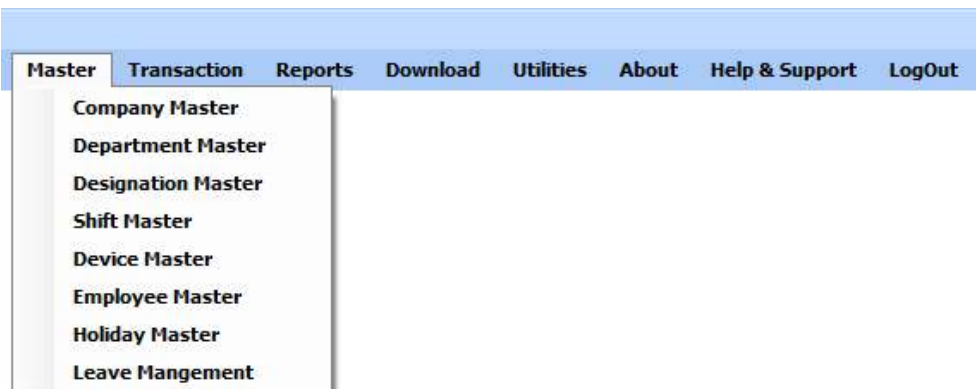 Master Transaction Reports Download Utilities About Help & Support LogOut
Company Master
Department Master
Designation Master
Shift Master
Device Master
Employee Master
Holiday Master
Leave Mangement